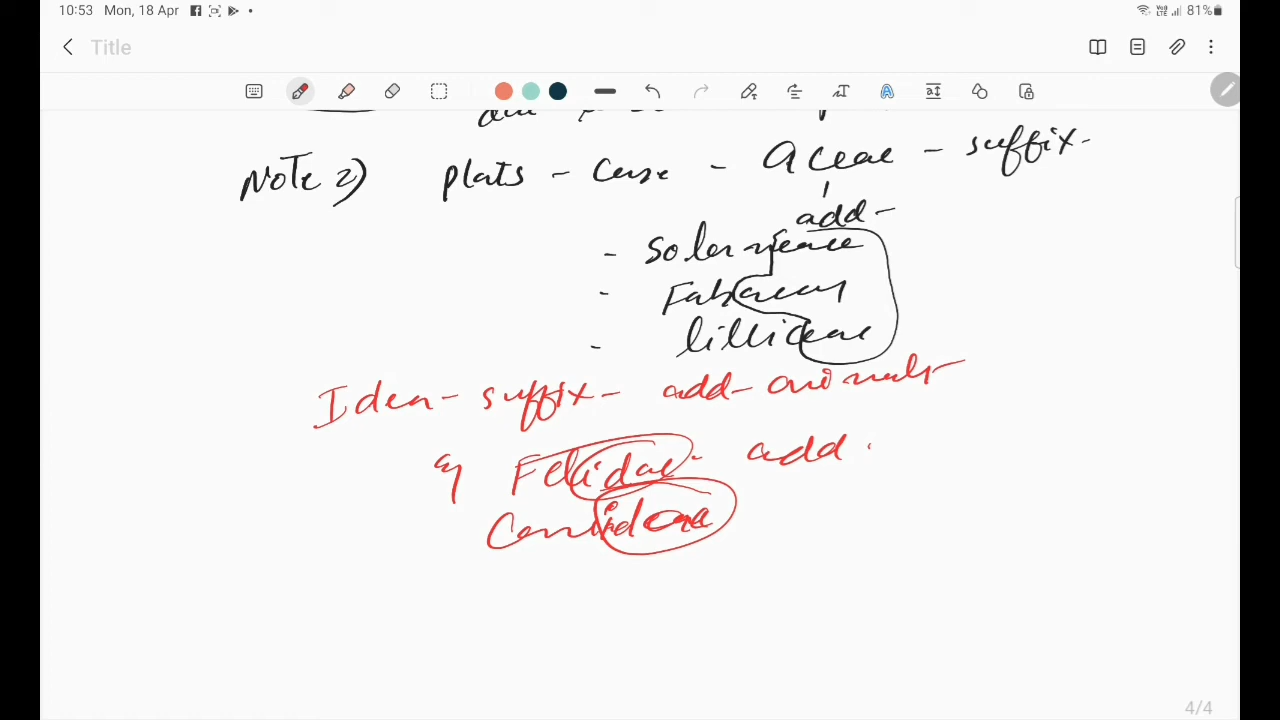 10:53 Mon, 18 Apr
81%
Title
Note 2) plats - Case - Aceae - suffix-
add-
- Solanaceae
- Fabaceae
- lilliceae
Idea - suffix - add-
eg Felidae - add
Canidae
4/4